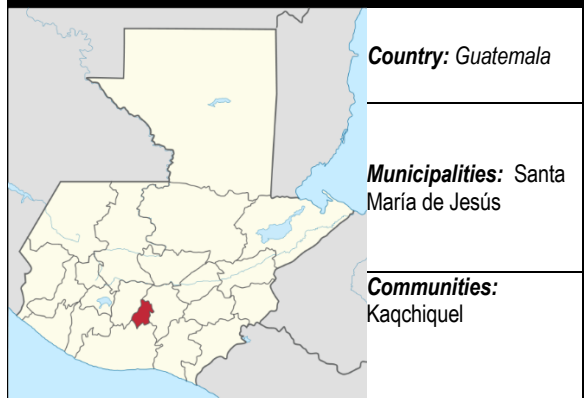 Country: Guatemala
Municipalities: Santa
María de Jesús
Communities:
Kaqchiquel